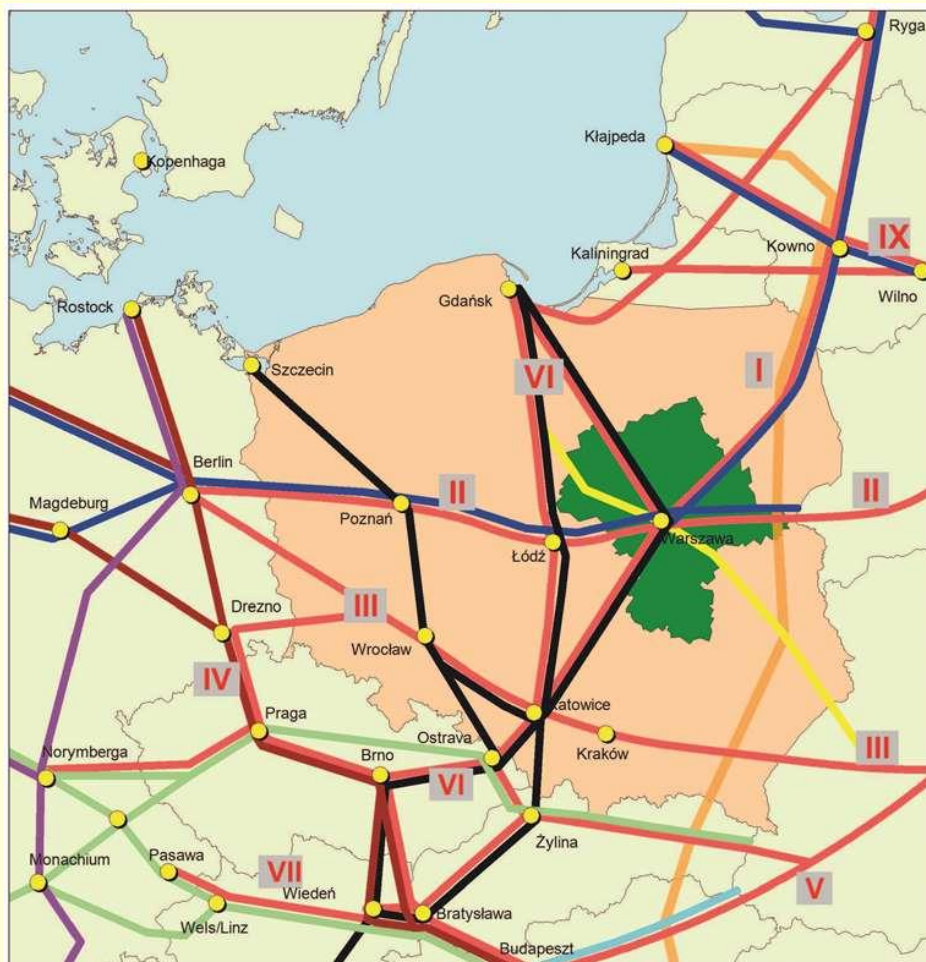 Ryga
Kłajpeda
Kopenhaga
Kowno
IX
Kaliningrad
Wilno
Gdańsk
Rostock
Szczecin
VI
I
Berlin
II
II
Magdeburg
Poznań
Warszawa
Łódź
Drezno
III
Wrocław
IV
Katowice
Praga
Ostrava
Kraków
III
Norymberga
Brno
VI
Żylina
Monachium
Pasawa
VII
V
Wiedeń
Bratysława
Wels/Linz
Budapeszt